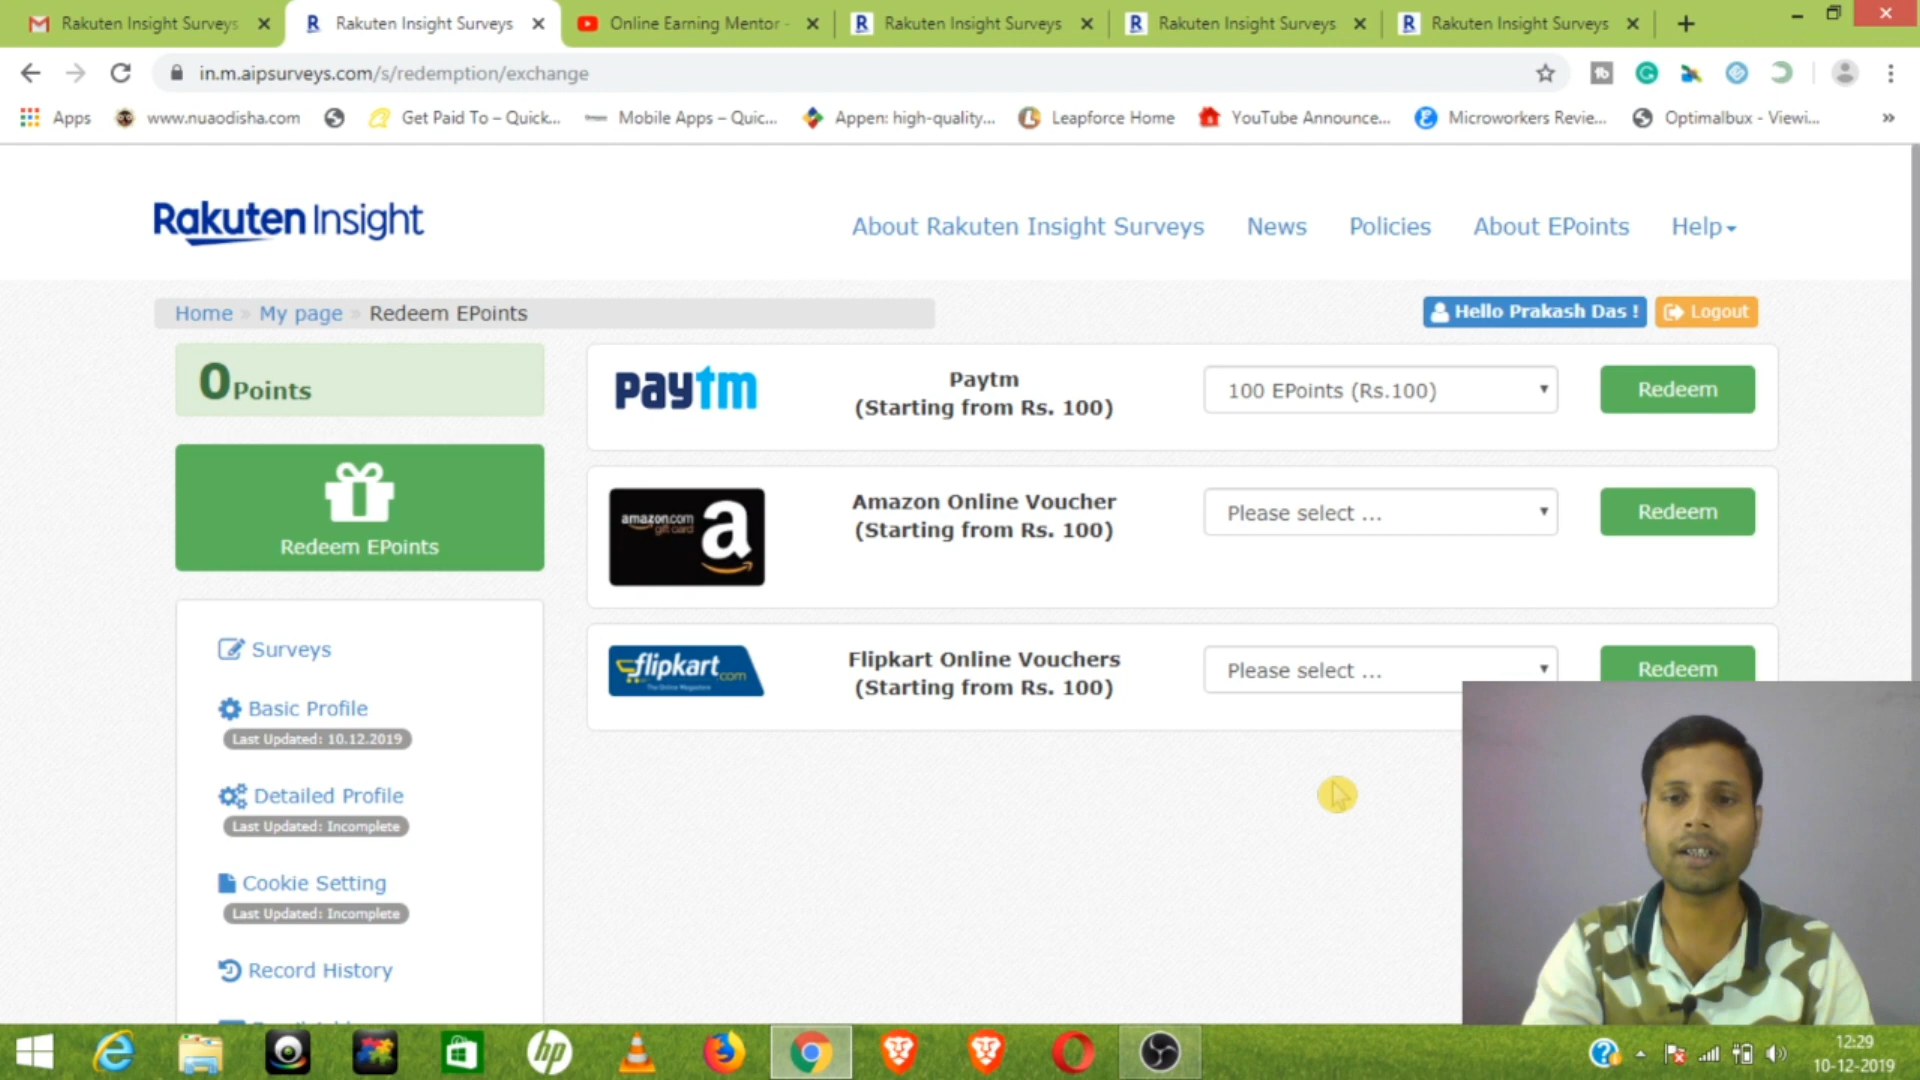 Rakuten Insight Surveys
Rakuten Insight Surveys
Online Earning Mentor -
Rakuten Insight Surveys
Rakuten Insight Surveys
Rakuten Insight Surveys
in.m.aipsurveys.com/s/redemption/exchange
Apps
www.nuaodisha.com
Get Paid To – Quick...
Mobile Apps – Quic...
Appen: high-quality...
Leapforce Home
YouTube Announce...
Microworkers Revie...
Optimalbux - Viewi...
»
Rakuten Insight
About Rakuten Insight Surveys
News
Policies
About EPoints
Help
Home » My page » Redeem EPoints
Hello Prakash Das !
Logout
0Points
Redeem EPoints
Surveys
Basic Profile
Last Updated: 10.12.2019
Detailed Profile
Last Updated: Incomplete
Cookie Setting
Last Updated: Incomplete
Record History
paytm
Paytm
(Starting from Rs. 100)
100 EPoints (Rs.100)
Redeem
amazon.com
gift card
a
Amazon Online Voucher
(Starting from Rs. 100)
Please select ...
Redeem
flipkart.com
The Online Megastore
Flipkart Online Vouchers
(Starting from Rs. 100)
Please select ...
Redeem
hp
12:29
10-12-2019